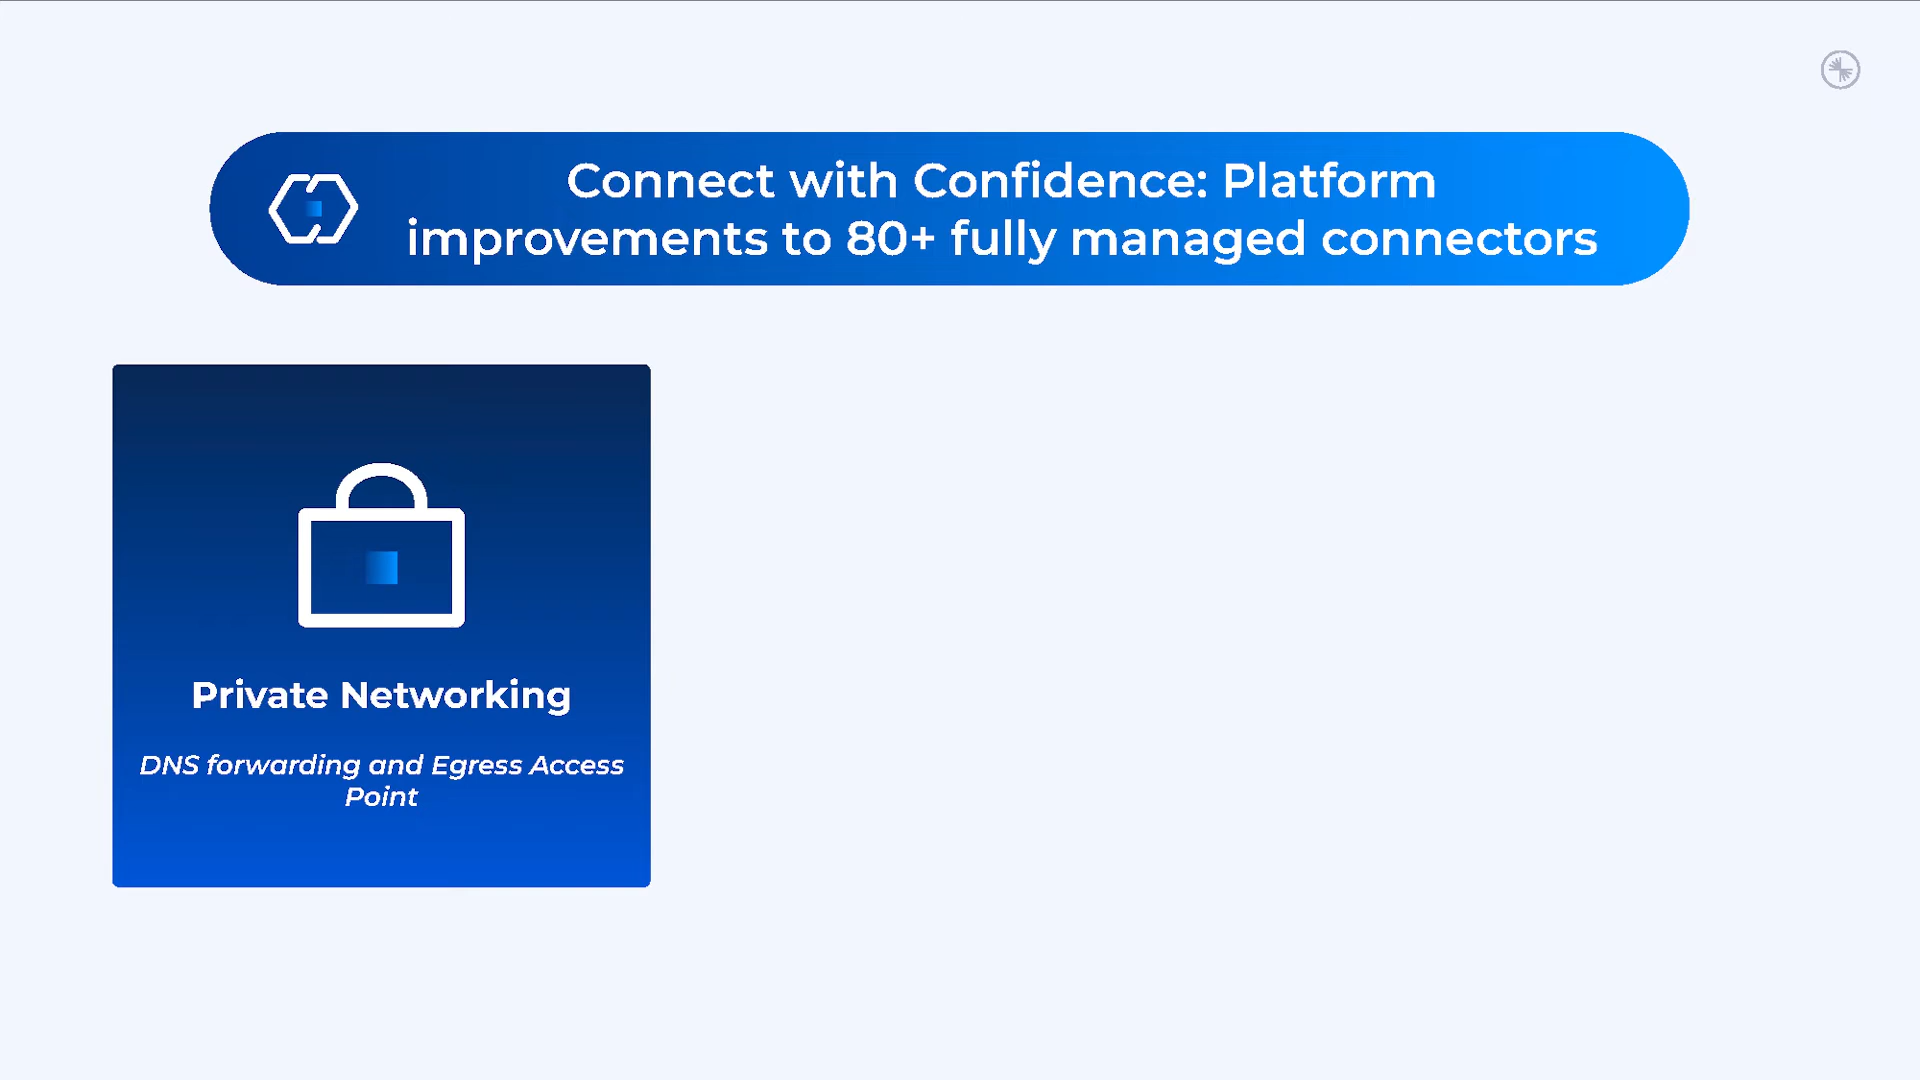 Connect with Confidence: Platform
improvements to 80+ fully managed connectors
Private Networking
DNS forwarding and Egress Access
Point